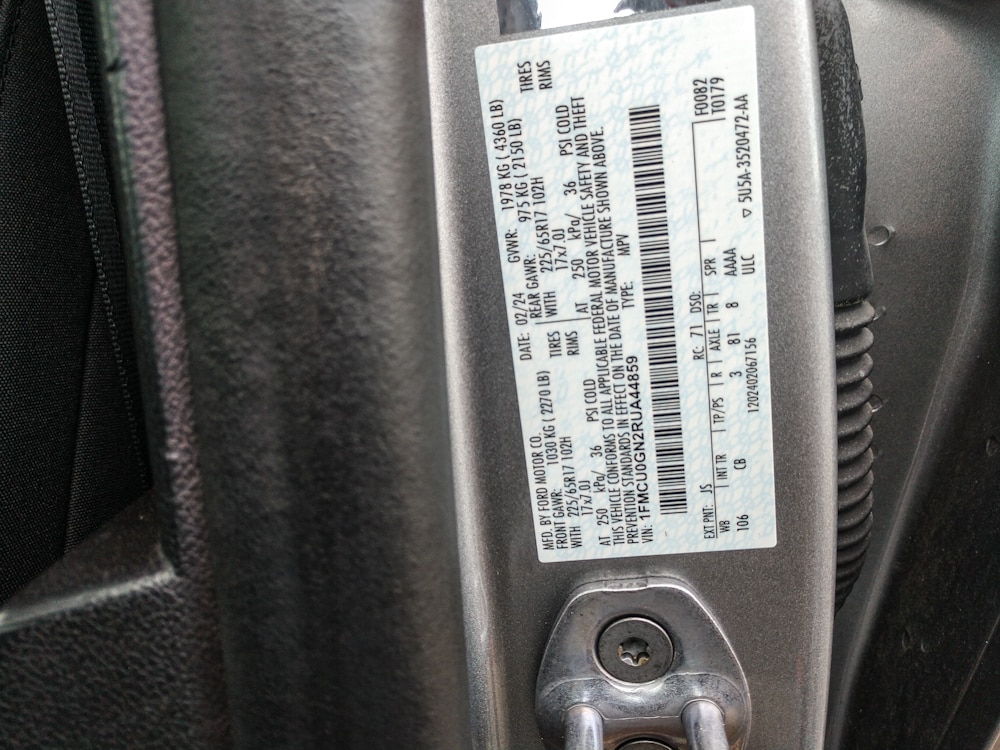 MFD. BY FORD MOTOR CO.
DATE: 02/24 GVWR: 1978 KG ( 4360 LB)
FRONT GAWR: 1030 KG ( 2270 LB) REAR GAWR: 975 KG ( 2150 LB)
WITH 225/65R17 102H TIRES WITH 225/65R17 102H TIRES
17x7.0J RIMS 17x7.0J RIMS
AT 250 kPa/ 36 PSI COLD AT 250 kPa/ 36 PSI COLD
THIS VEHICLE CONFORMS TO ALL APPLICABLE FEDERAL MOTOR VEHICLE SAFETY AND THEFT
PREVENTION STANDARDS IN EFFECT ON THE DATE OF MANUFACTURE SHOWN ABOVE.
VIN: 1FMCU0GN2RUA44859 TYPE: MPV
F0082
EXT PNT: JS RC: 71 DSO: T0179
WB INT TR TP/PS R AXLE TR SPR
106 CB 3 81 8 AAAA
1202402067156 ULC 5U5A-3520472-AA